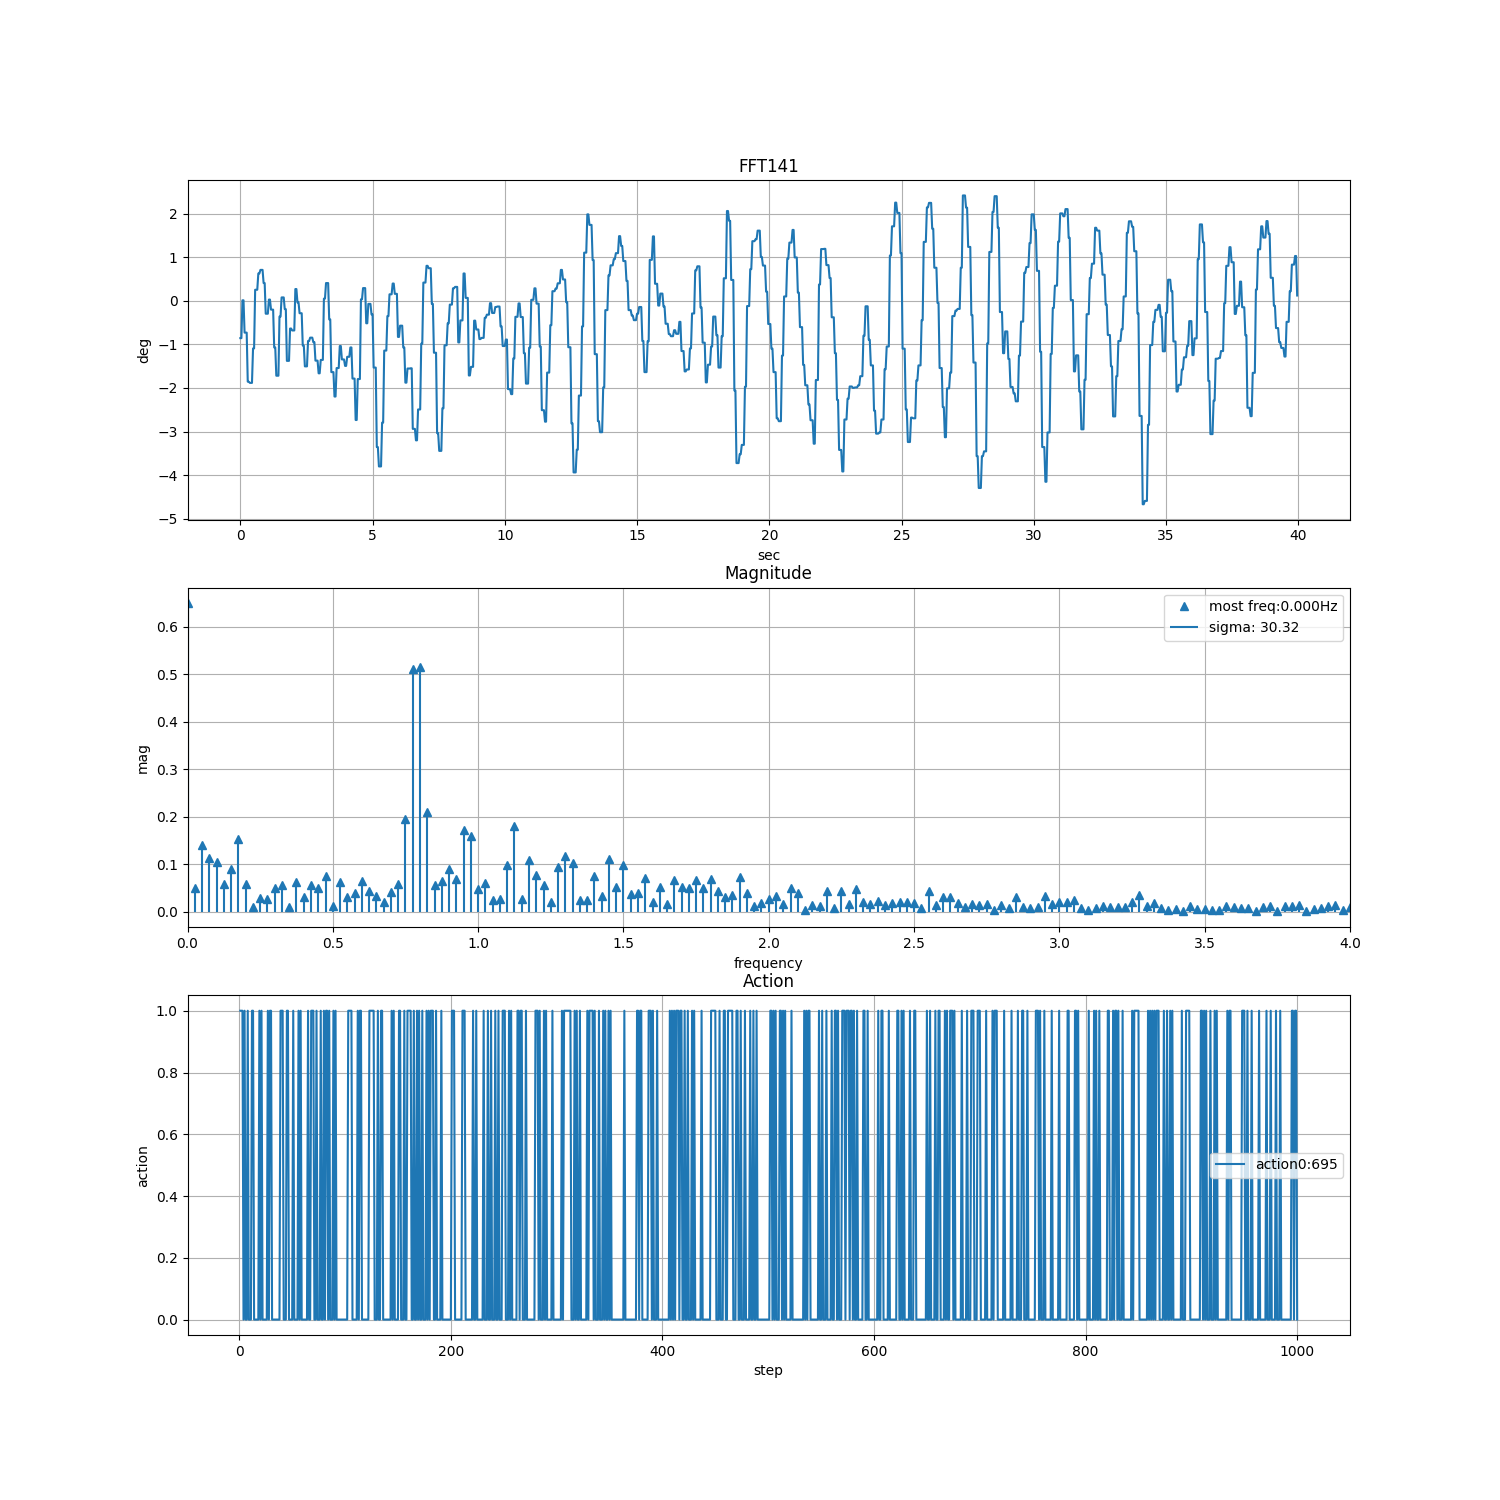 FFT141
2
1
0
−1
−2
−3
−4
−5
deg
0 5 10 15 20 25 30 35 40
sec
Magnitude
most freq:0.000Hz
sigma: 30.32
0.6
0.5
0.4
0.3
0.2
0.1
0.0
mag
0.0 0.5 1.0 1.5 2.0 2.5 3.0 3.5 4.0
frequency
Action
1.0
0.8
0.6
0.4
0.2
0.0
action
action0:695
0 200 400 600 800 1000
step